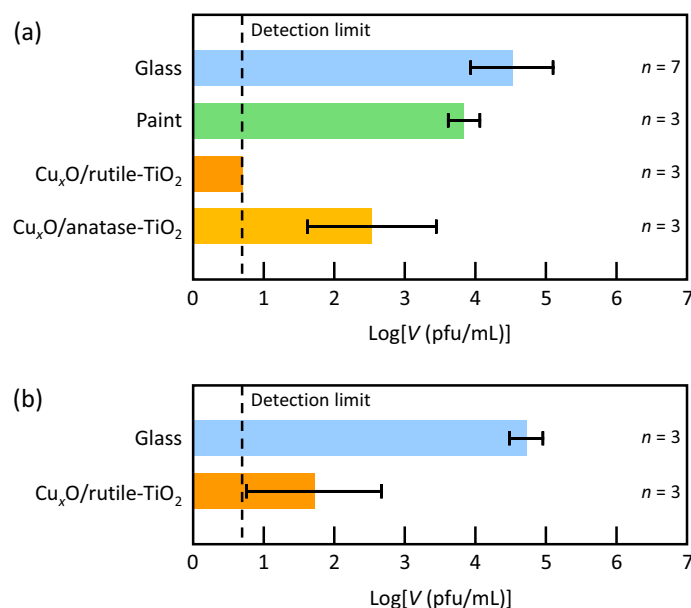 (a)
Detection limit
Glass n = 7
Paint n = 3
CuₓO/rutile-TiO₂ n = 3
CuₓO/anatase-TiO₂ n = 3
0 1 2 3 4 5 6 7
Log[V (pfu/mL)]
(b)
Detection limit
Glass n = 3
CuₓO/rutile-TiO₂ n = 3
0 1 2 3 4 5 6 7
Log[V (pfu/mL)]